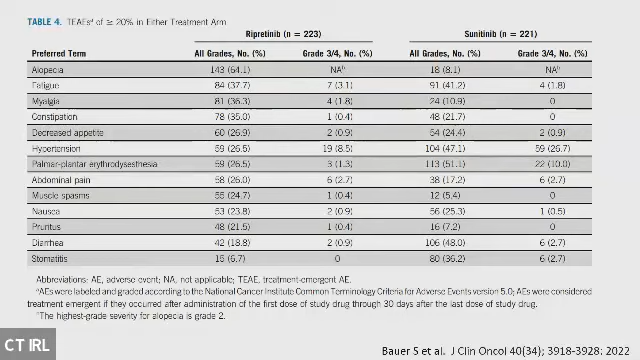 TABLE 4. TEAEsᵃ of ≥ 20% in Either Treatment Arm
Ripretinib (n = 223) Sunitinib (n = 221)
Preferred Term All Grades, No. (%) Grade 3/4, No. (%) All Grades, No. (%) Grade 3/4, No. (%)
Alopecia 143 (64.1) NAᵇ 18 (8.1) NAᵇ
Fatigue 84 (37.7) 7 (3.1) 91 (41.2) 4 (1.8)
Myalgia 81 (36.3) 4 (1.8) 24 (10.9) 0
Constipation 78 (35.0) 1 (0.4) 48 (21.7) 0
Decreased appetite 60 (26.9) 2 (0.9) 54 (24.4) 2 (0.9)
Hypertension 59 (26.5) 19 (8.5) 104 (47.1) 59 (26.7)
Palmar-plantar erythrodysesthesia 59 (26.5) 3 (1.3) 113 (51.1) 22 (10.0)
Abdominal pain 58 (26.0) 6 (2.7) 38 (17.2) 6 (2.7)
Muscle spasms 55 (24.7) 1 (0.4) 12 (5.4) 0
Nausea 53 (23.8) 2 (0.9) 56 (25.3) 1 (0.5)
Pruritus 48 (21.5) 1 (0.4) 16 (7.2) 0
Diarrhea 42 (18.8) 2 (0.9) 106 (48.0) 6 (2.7)
Stomatitis 15 (6.7) 0 80 (36.2) 6 (2.7)
Abbreviations: AE, adverse event; NA, not applicable; TEAE, treatment-emergent AE.
ᵃAEs were labeled and graded according to the National Cancer Institute Common Terminology Criteria for Adverse Events version 5.0; AEs were considered
treatment emergent if they occurred after administration of the first dose of study drug through 30 days after the last dose of study drug.
ᵇThe highest-grade severity for alopecia is grade 2.
CT IRL
Bauer S et al. J Clin Oncol 40(34); 3918-3928: 2022